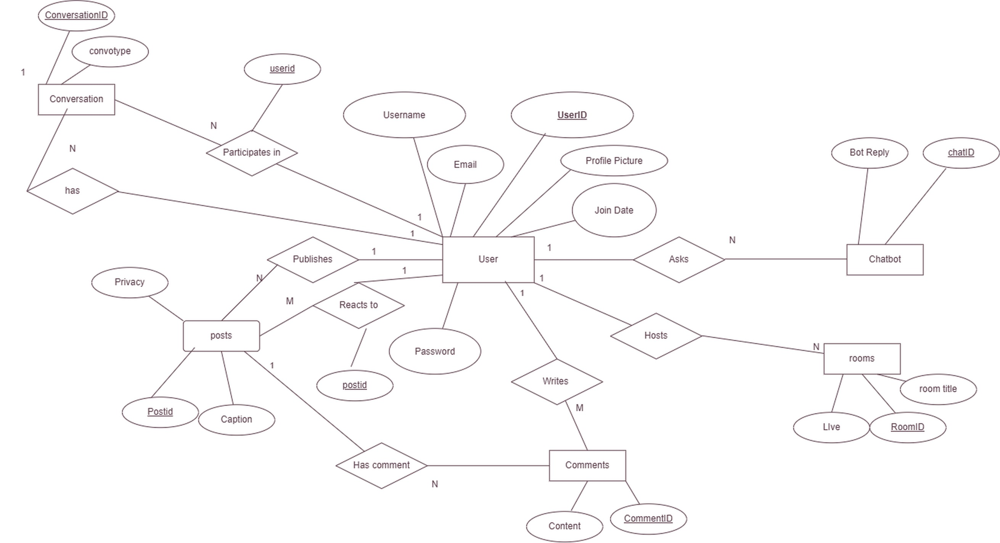 ConversationID
convotype
userid
1
Conversation
Username
UserID
N
N
Participates in
Email
Profile Picture
Bot Reply
chatID
has
Join Date
1
1
N
1
1
Publishes
User
Asks
Chatbot
1
N
1
Privacy
1
M
Reacts to
posts
Hosts
N
Password
rooms
1
postid
Writes
room title
Postid
Caption
M
LIve
RoomID
Has comment
Comments
N
Content
CommentID